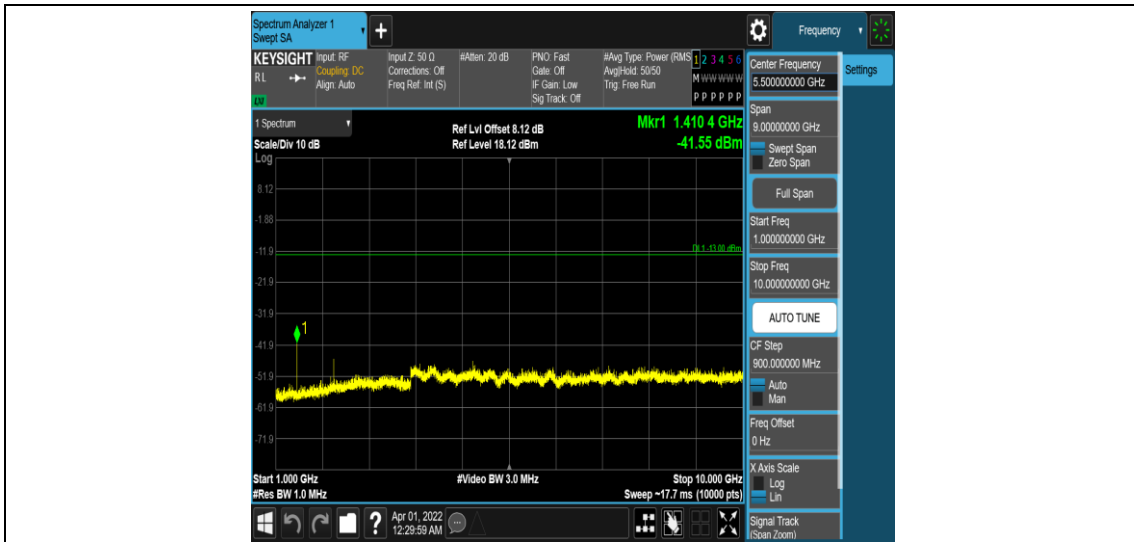 Spectrum Analyzer 1
Swept SA
+
Frequency
KEYSIGHT
RL
LXI
Input: RF
Coupling: DC
Align: Auto
Input Z: 50 Ω
Corrections: Off
Freq Ref: Int (S)
#Atten: 20 dB
PNO: Fast
Gate: Off
IF Gain: Low
Sig Track: Off
#Avg Type: Power (RMS
Avg|Hold: 50/50
Trig: Free Run
1 2 3 4 5 6
M W W W W W
P P P P P P
1 Spectrum
Scale/Div 10 dB
Log
Ref Lvl Offset 8.12 dB
Ref Level 18.12 dBm
Mkr1 1.410 4 GHz
-41.55 dBm
8.12
-1.88
-11.9
DL1 -13.00 dBm
-21.9
-31.9
1
-41.9
-51.9
-61.9
-71.9
Start 1.000 GHz
#Res BW 1.0 MHz
#Video BW 3.0 MHz
Stop 10.000 GHz
Sweep ~17.7 ms (10000 pts)
?
Apr 01, 2022
12:29:59 AM
Center Frequency
5.500000000 GHz
Settings
Span
9.00000000 GHz
Swept Span
Zero Span
Full Span
Start Freq
1.000000000 GHz
Stop Freq
10.000000000 GHz
AUTO TUNE
CF Step
900.000000 MHz
Auto
Man
Freq Offset
0 Hz
X Axis Scale
Log
Lin
Signal Track
(Span Zoom)